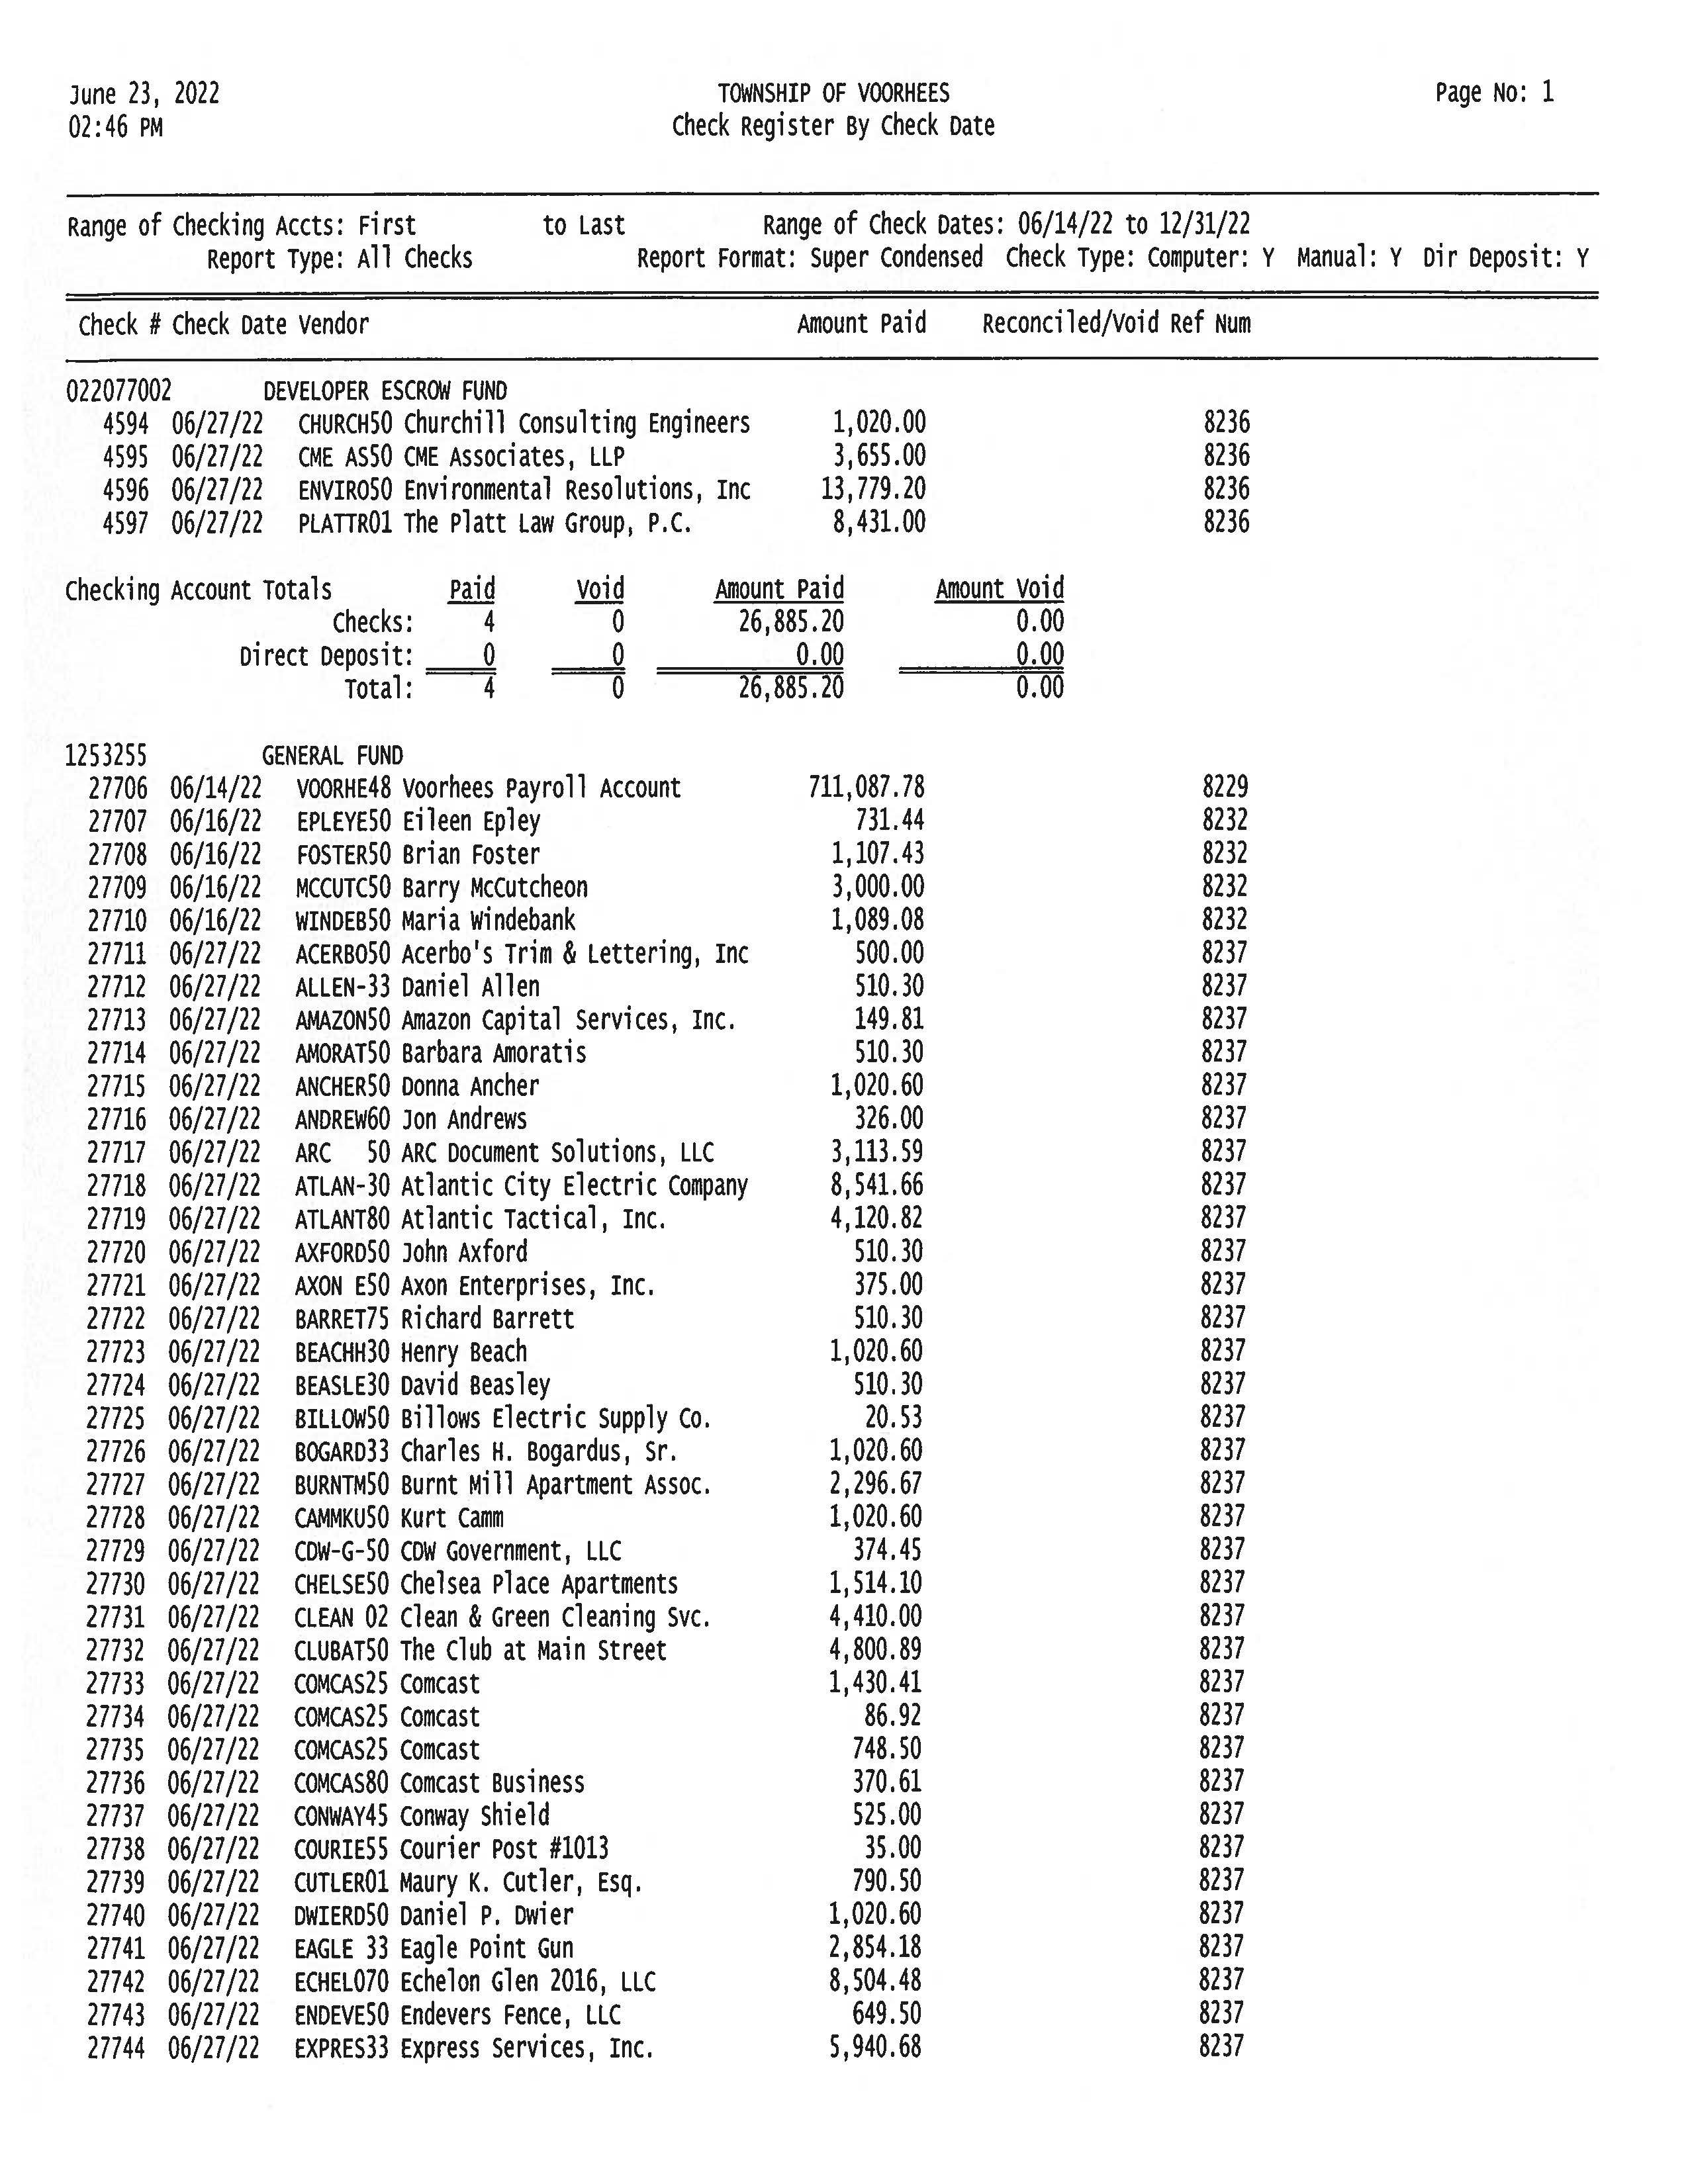 June 23, 2022 TOWNSHIP OF VOORHEES Page No: 1
02:46 PM Check Register By Check Date
Range of Checking Accts: First to Last Range of Check Dates: 06/14/22 to 12/31/22
Report Type: All Checks Report Format: Super Condensed Check Type: Computer: Y Manual: Y Dir Deposit: Y
Check # Check Date Vendor Amount Paid Reconciled/Void Ref Num
022077002 DEVELOPER ESCROW FUND
4594 06/27/22 CHURCH50 Churchill Consulting Engineers 1,020.00 8236
4595 06/27/22 CME AS50 CME Associates, LLP 3,655.00 8236
4596 06/27/22 ENVIRO50 Environmental Resolutions, Inc 13,779.20 8236
4597 06/27/22 PLATTR01 The Platt Law Group, P.C. 8,431.00 8236
Checking Account Totals Paid Void Amount Paid Amount Void
Checks: 4 0 26,885.20 0.00
Direct Deposit: 0 0 0.00 0.00
Total: 4 0 26,885.20 0.00
1253255 GENERAL FUND
27706 06/14/22 VOORHE48 Voorhees Payroll Account 711,087.78 8229
27707 06/16/22 EPLEYE50 Eileen Epley 731.44 8232
27708 06/16/22 FOSTER50 Brian Foster 1,107.43 8232
27709 06/16/22 MCCUTC50 Barry McCutcheon 3,000.00 8232
27710 06/16/22 WINDEB50 Maria Windebank 1,089.08 8232
27711 06/27/22 ACERBO50 Acerbo's Trim & Lettering, Inc 500.00 8237
27712 06/27/22 ALLEN-33 Daniel Allen 510.30 8237
27713 06/27/22 AMAZON50 Amazon Capital Services, Inc. 149.81 8237
27714 06/27/22 AMORAT50 Barbara Amoratis 510.30 8237
27715 06/27/22 ANCHER50 Donna Ancher 1,020.60 8237
27716 06/27/22 ANDREW60 Jon Andrews 326.00 8237
27717 06/27/22 ARC 50 ARC Document Solutions, LLC 3,113.59 8237
27718 06/27/22 ATLAN-30 Atlantic City Electric Company 8,541.66 8237
27719 06/27/22 ATLANT80 Atlantic Tactical, Inc. 4,120.82 8237
27720 06/27/22 AXFORD50 John Axford 510.30 8237
27721 06/27/22 AXON E50 Axon Enterprises, Inc. 375.00 8237
27722 06/27/22 BARRET75 Richard Barrett 510.30 8237
27723 06/27/22 BEACHH30 Henry Beach 1,020.60 8237
27724 06/27/22 BEASLE30 David Beasley 510.30 8237
27725 06/27/22 BILLOW50 Billows Electric Supply Co. 20.53 8237
27726 06/27/22 BOGARD33 Charles H. Bogardus, Sr. 1,020.60 8237
27727 06/27/22 BURNTM50 Burnt Mill Apartment Assoc. 2,296.67 8237
27728 06/27/22 CAMMKU50 Kurt Camm 1,020.60 8237
27729 06/27/22 CDW-G-50 CDW Government, LLC 374.45 8237
27730 06/27/22 CHELSE50 Chelsea Place Apartments 1,514.10 8237
27731 06/27/22 CLEAN 02 Clean & Green Cleaning Svc. 4,410.00 8237
27732 06/27/22 CLUBAT50 The Club at Main Street 4,800.89 8237
27733 06/27/22 COMCAS25 Comcast 1,430.41 8237
27734 06/27/22 COMCAS25 Comcast 86.92 8237
27735 06/27/22 COMCAS25 Comcast 748.50 8237
27736 06/27/22 COMCAS80 Comcast Business 370.61 8237
27737 06/27/22 CONWAY45 Conway Shield 525.00 8237
27738 06/27/22 COURIE55 Courier Post #1013 35.00 8237
27739 06/27/22 CUTLER01 Maury K. Cutler, Esq. 790.50 8237
27740 06/27/22 DWIERD50 Daniel P. Dwier 1,020.60 8237
27741 06/27/22 EAGLE 33 Eagle Point Gun 2,854.18 8237
27742 06/27/22 ECHELO70 Echelon Glen 2016, LLC 8,504.48 8237
27743 06/27/22 ENDEVE50 Endevers Fence, LLC 649.50 8237
27744 06/27/22 EXPRES33 Express Services, Inc. 5,940.68 8237